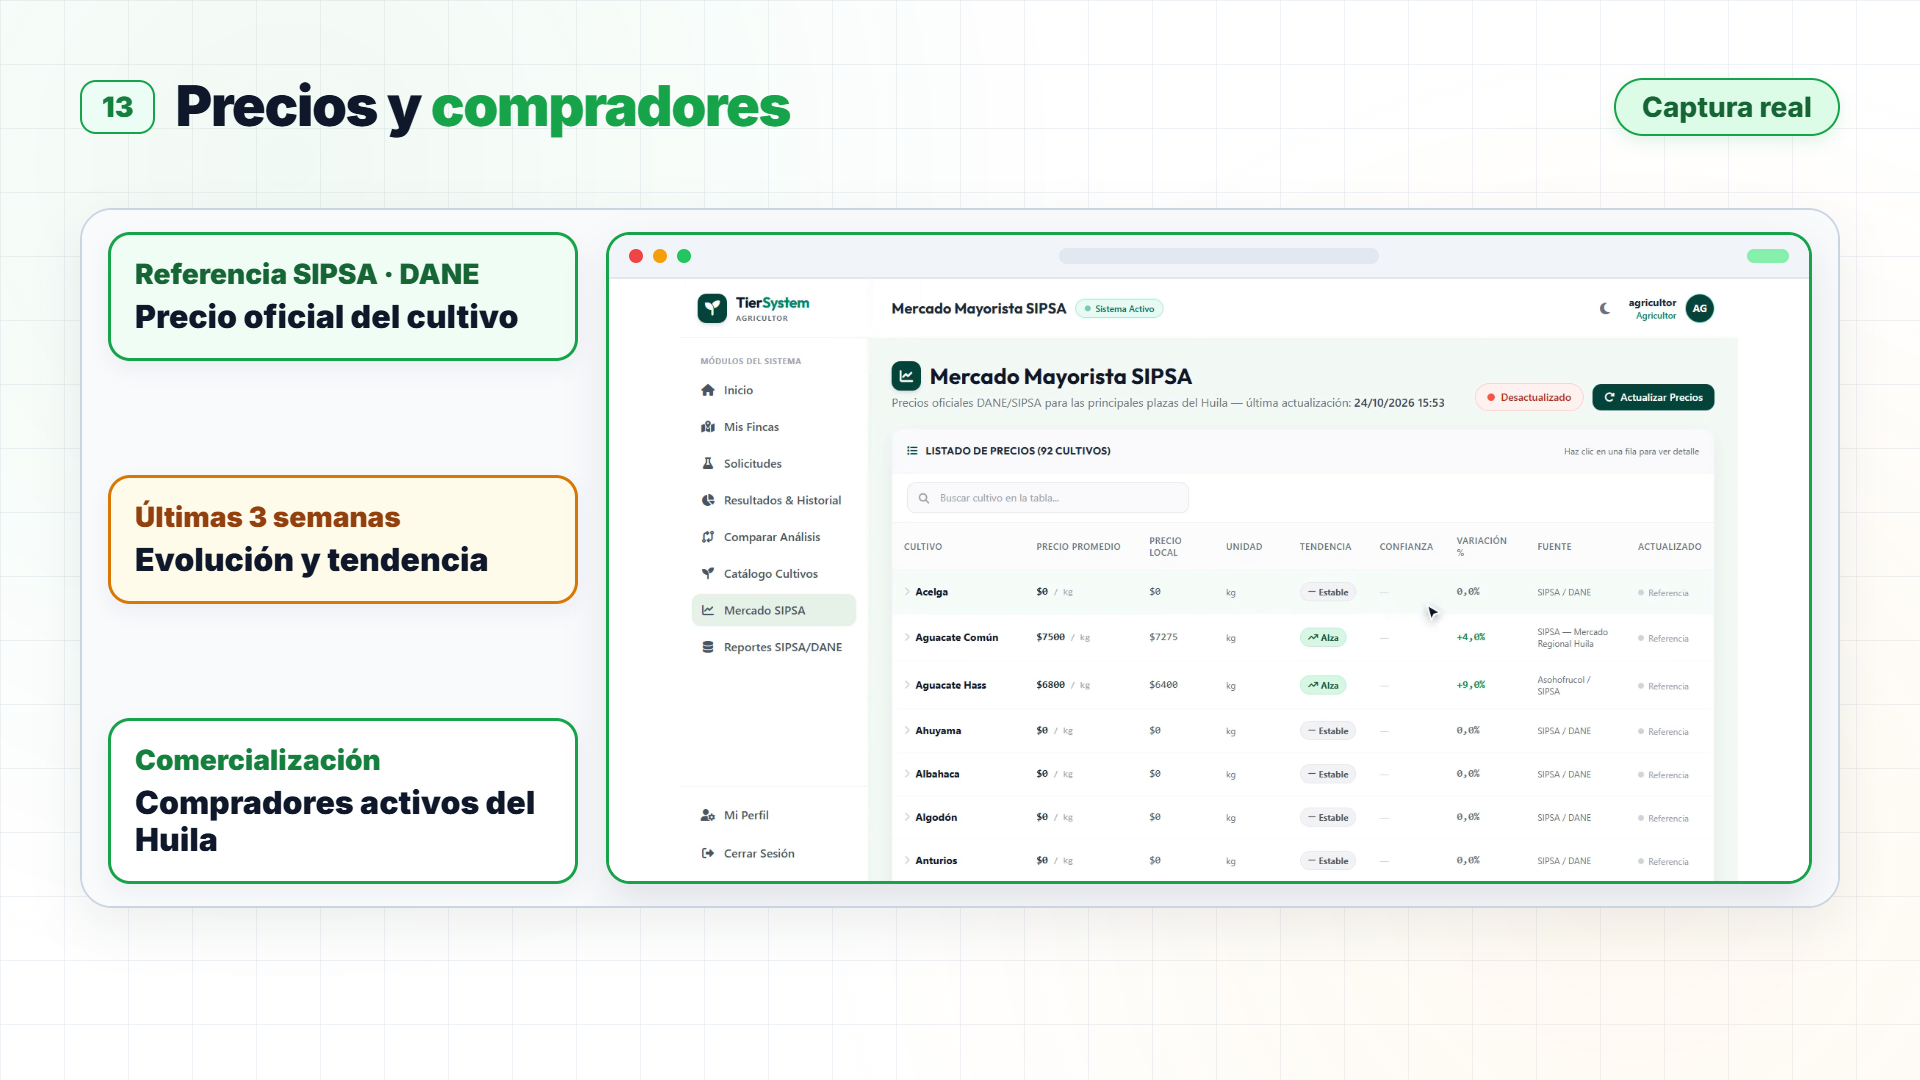 13
Precios y compradores
Captura real
Referencia SIPSA · DANE
Precio oficial del cultivo
Últimas 3 semanas
Evolución y tendencia
Comercialización
Compradores activos del
Huila
TierSystem
AGRICULTOR
Mercado Mayorista SIPSA
Sistema Activo
agricultor
Agricultor
AG
MÓDULOS DEL SISTEMA
Inicio
Mis Fincas
Solicitudes
Resultados & Historial
Comparar Análisis
Catálogo Cultivos
Mercado SIPSA
Reportes SIPSA/DANE
Mi Perfil
Cerrar Sesión
Mercado Mayorista SIPSA
Precios oficiales DANE/SIPSA para las principales plazas del Huila — última actualización: 24/10/2026 15:53
Desactualizado
Actualizar Precios
LISTADO DE PRECIOS (92 CULTIVOS)
Haz clic en una fila para ver detalle
Buscar cultivo en la tabla...
CULTIVO PRECIO PROMEDIO PRECIO LOCAL UNIDAD TENDENCIA CONFIANZA VARIACIÓN % FUENTE ACTUALIZADO
Acelga $0 / kg $0 kg — Estable — 0,0% SIPSA / DANE Referencia
Aguacate Común $7500 / kg $7275 kg Alza — +4,0% SIPSA — Mercado Regional Huila Referencia
Aguacate Hass $6800 / kg $6400 kg Alza — +9,0% Asohofrucol / SIPSA Referencia
Ahuyama $0 / kg $0 kg — Estable — 0,0% SIPSA / DANE Referencia
Albahaca $0 / kg $0 kg — Estable — 0,0% SIPSA / DANE Referencia
Algodón $0 / kg $0 kg — Estable — 0,0% SIPSA / DANE Referencia
Anturios $0 / kg $0 kg — Estable — 0,0% SIPSA / DANE Referencia